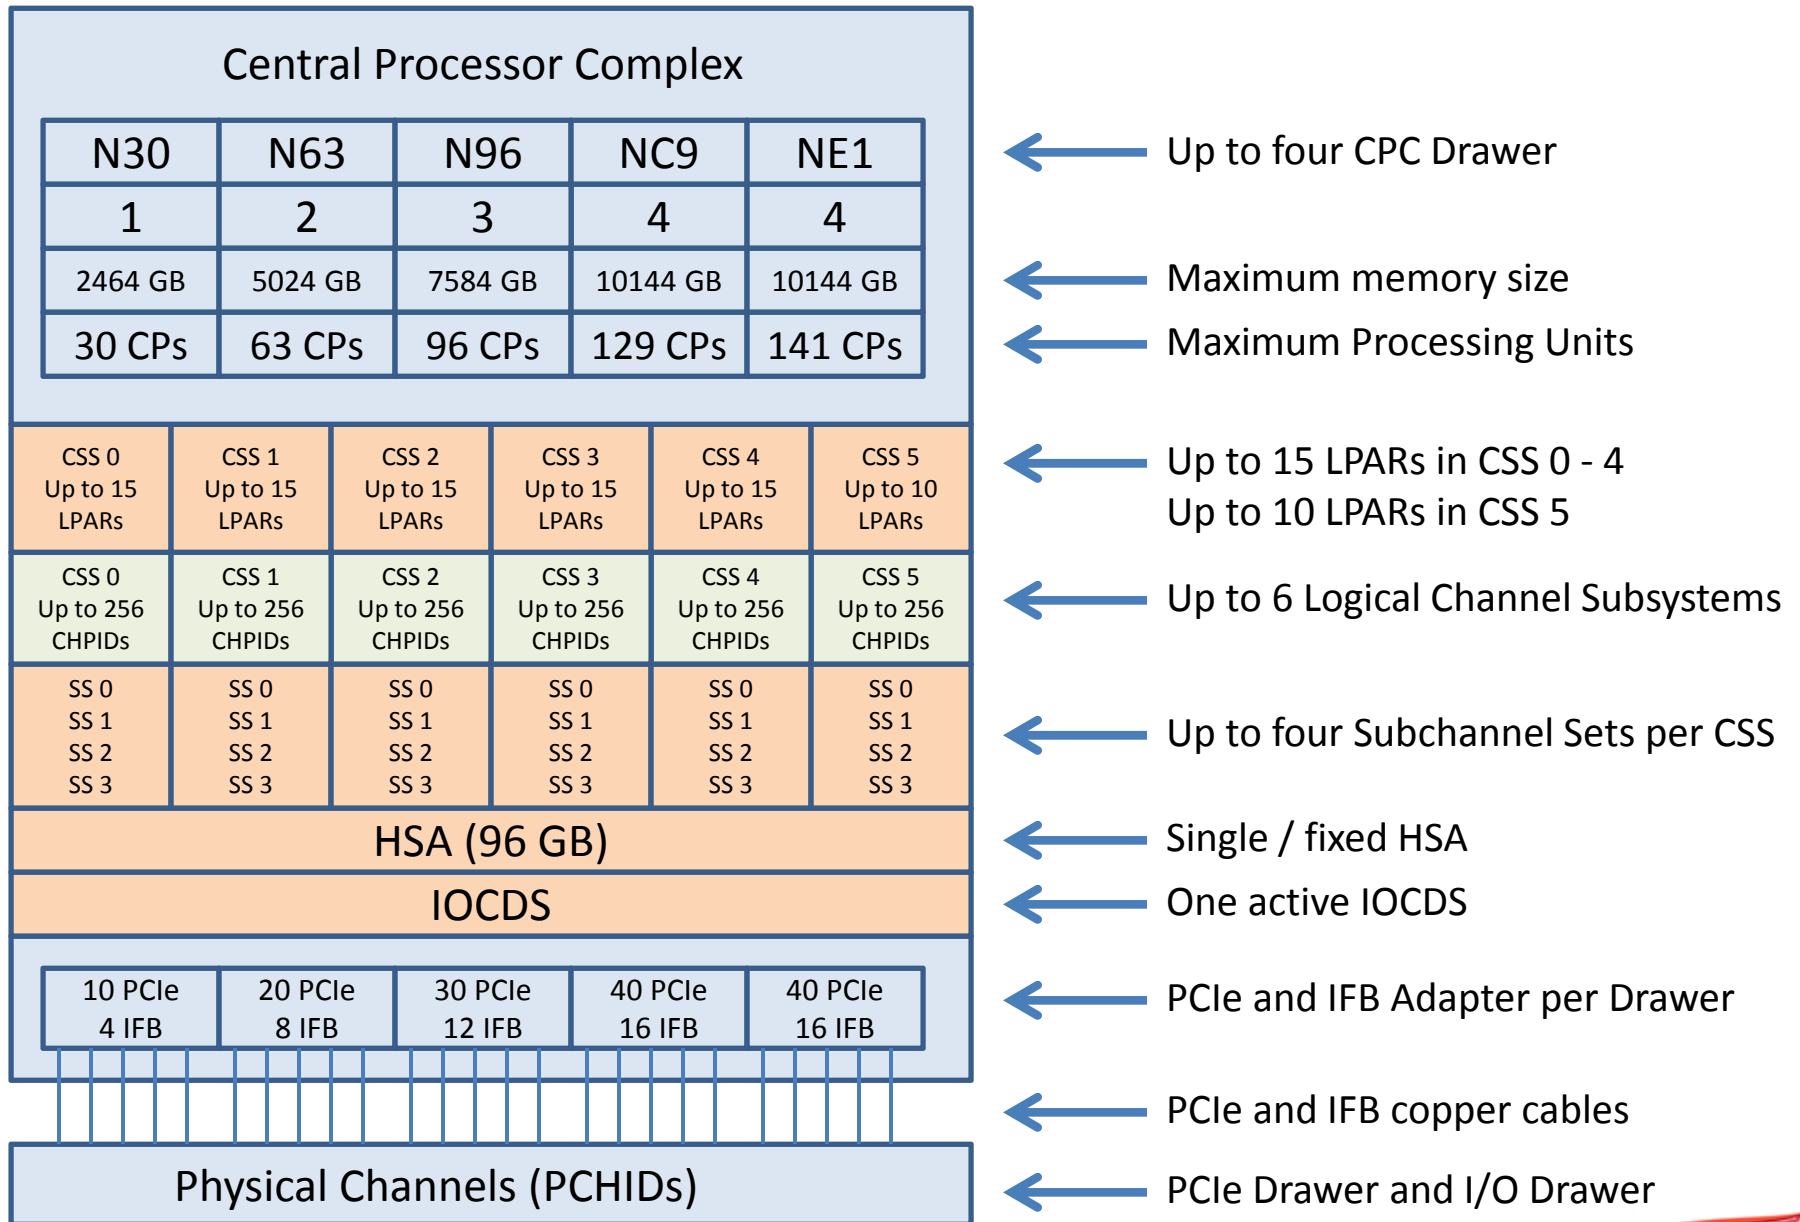 Central Processor Complex
N30 N63 N96 NC9 NE1
Up to four CPC Drawer
1 2 3 4 4
2464 GB 5024 GB 7584 GB 10144 GB 10144 GB
Maximum memory size
30 CPs 63 CPs 96 CPs 129 CPs 141 CPs
Maximum Processing Units
CSS 0 CSS 1 CSS 2 CSS 3 CSS 4 CSS 5
Up to 15 Up to 15 Up to 15 Up to 15 Up to 15 Up to 10
LPARs LPARs LPARs LPARs LPARs LPARs
Up to 15 LPARs in CSS 0 - 4
Up to 10 LPARs in CSS 5
CSS 0 CSS 1 CSS 2 CSS 3 CSS 4 CSS 5
Up to 256 Up to 256 Up to 256 Up to 256 Up to 256 Up to 256
CHPIDs CHPIDs CHPIDs CHPIDs CHPIDs CHPIDs
Up to 6 Logical Channel Subsystems
SS 0 SS 0 SS 0 SS 0 SS 0 SS 0
SS 1 SS 1 SS 1 SS 1 SS 1 SS 1
SS 2 SS 2 SS 2 SS 2 SS 2 SS 2
SS 3 SS 3 SS 3 SS 3 SS 3 SS 3
Up to four Subchannel Sets per CSS
HSA (96 GB)
Single / fixed HSA
IOCDS
One active IOCDS
10 PCIe 20 PCIe 30 PCIe 40 PCIe 40 PCIe
4 IFB 8 IFB 12 IFB 16 IFB 16 IFB
PCIe and IFB Adapter per Drawer
PCIe and IFB copper cables
Physical Channels (PCHIDs)
PCIe Drawer and I/O Drawer